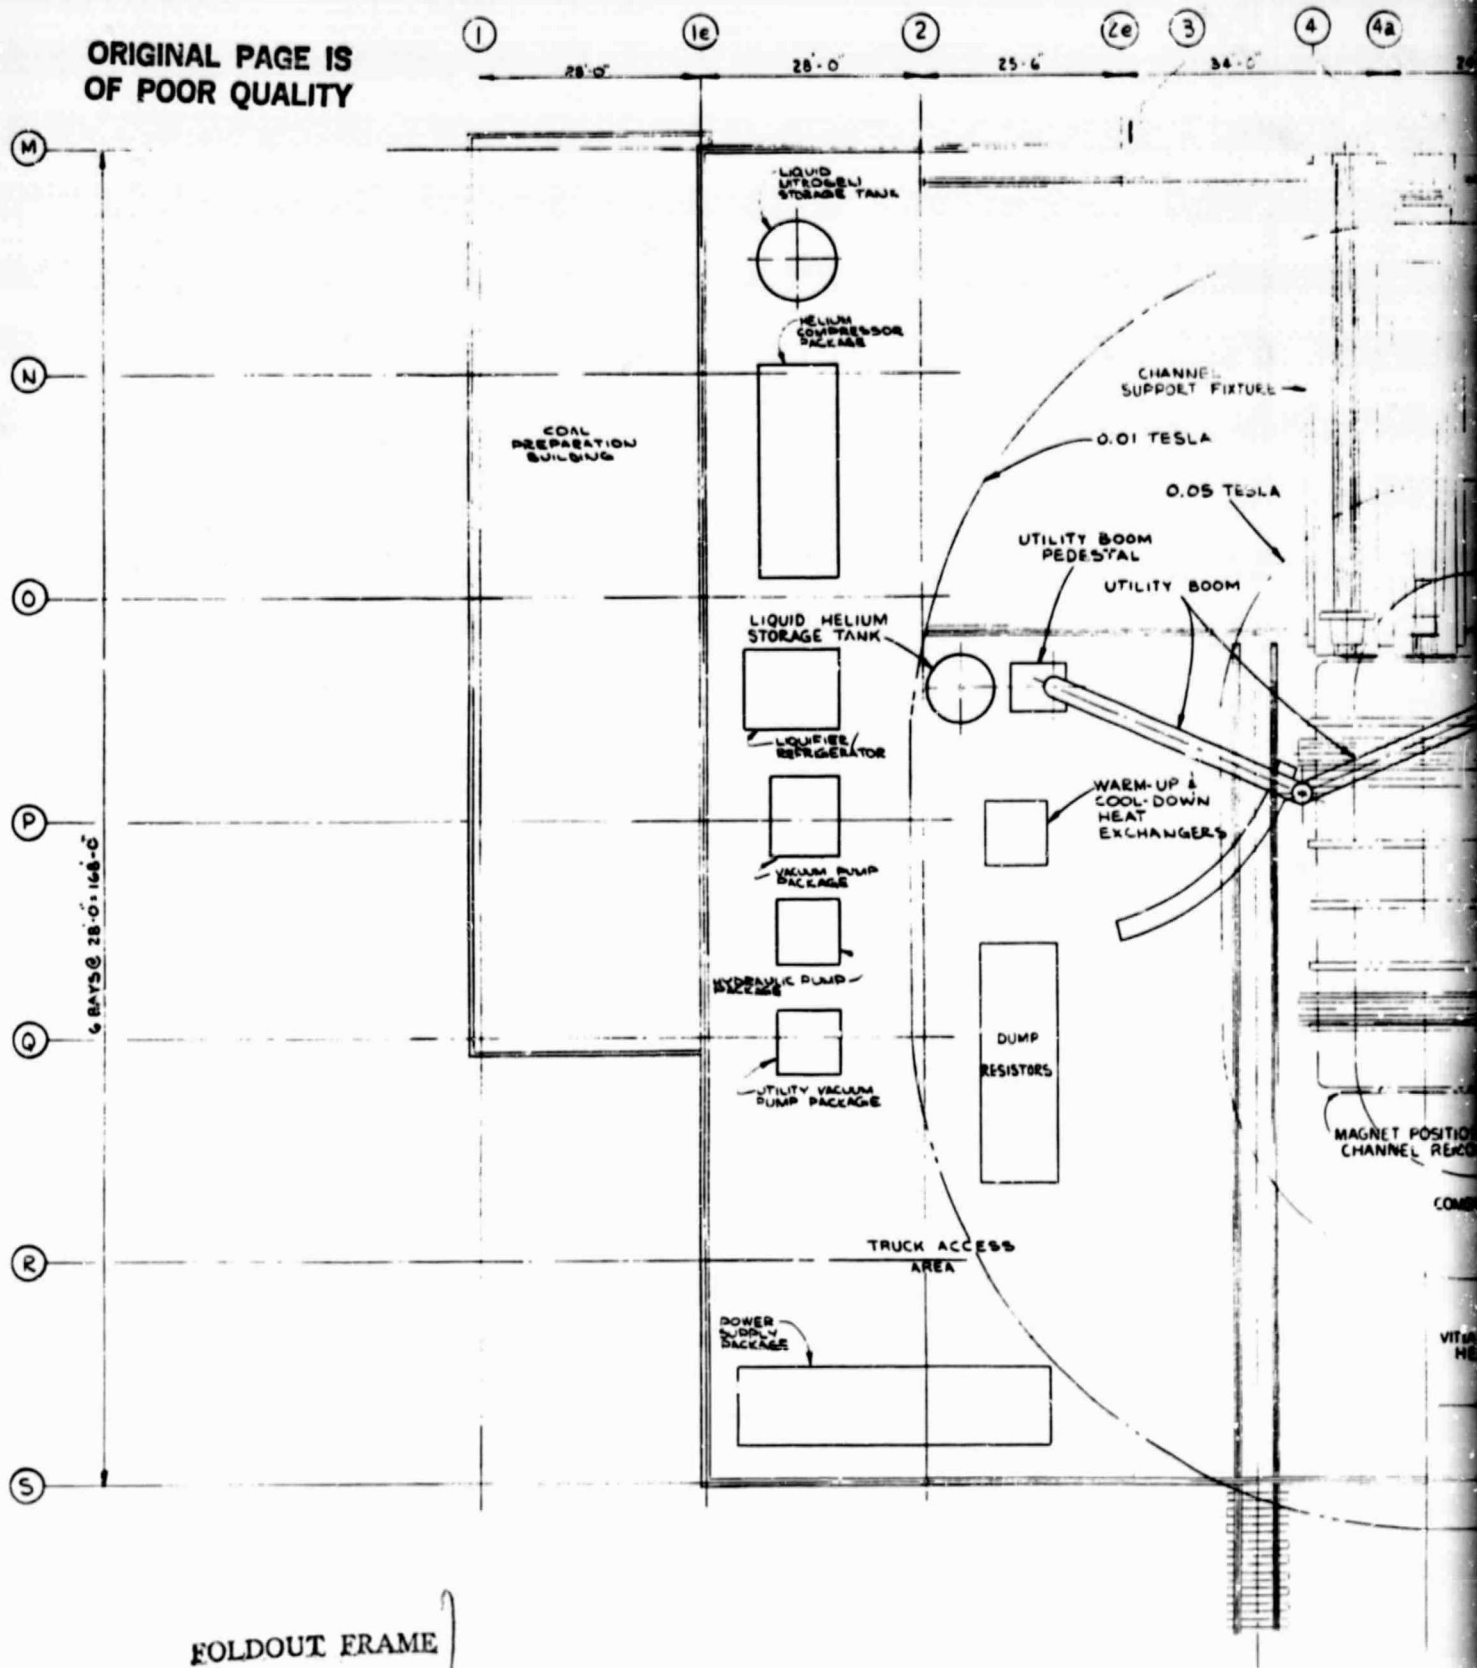 ORIGINAL PAGE IS
OF POOR QUALITY
1
1e
2
2e
3
4
4a
28'-0"
28'-0"
25'-6"
34'-0"
M
N
O
P
Q
R
S
6 BAYS @ 28'-0 = 168'-0"
LIQUID
NITROGEN
STORAGE TANK
HELIUM
COMPRESSOR
PACKAGE
COAL
PREPARATION
BUILDING
CHANNEL
SUPPORT FIXTURE
0.01 TESLA
0.05 TESLA
UTILITY BOOM
PEDESTAL
UTILITY BOOM
LIQUID HELIUM
STORAGE TANK
LIQUIFIER/
REFRIGERATOR
WARM-UP &
COOL-DOWN
HEAT
EXCHANGERS
VACUUM PUMP
PACKAGE
HYDRAULIC PUMP
PACKAGE
DUMP
RESISTORS
UTILITY VACUUM
PUMP PACKAGE
MAGNET POSITIO
CHANNEL
TRUCK ACCESS
AREA
POWER
SUPPLY
PACKAGE
FOLDOUT FRAME